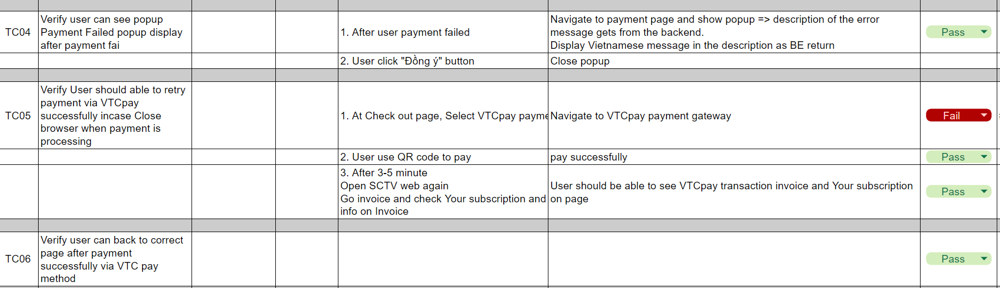 Verify user can see popup
Payment Failed popup display
after payment fai
TC04
1. After user payment failed
Navigate to payment page and show popup => description of the error
message gets from the backend.
Display Vietnamese message in the description as BE return
Pass
2. User click "Đồng ý" button
Close popup
Verify User should able to retry
payment via VTCpay
successfully incase Close
browser when payment is
processing
TC05
1. At Check out page, Select VTCpay payme
Navigate to VTCpay payment gateway
Fail
2. User use QR code to pay
pay successfully
Pass
3. After 3-5 minute
Open SCTV web again
Go invoice and check Your subscription and
info on Invoice
User should be able to see VTCpay transaction invoice and Your subscription
on page
Pass
Verify user can back to correct
page after payment
successfully via VTC pay
method
TC06
Pass